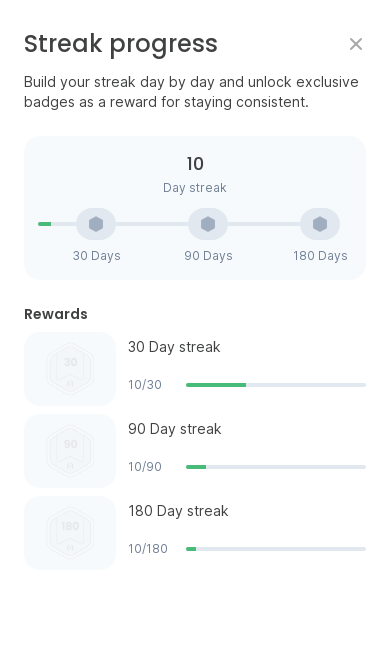 Streak progress
Build your streak day by day and unlock exclusive
badges as a reward for staying consistent.
10
Day streak
30 Days
90 Days
180 Days
Rewards
30
30 Day streak
10/30
90
90 Day streak
10/90
180
180 Day streak
10/180